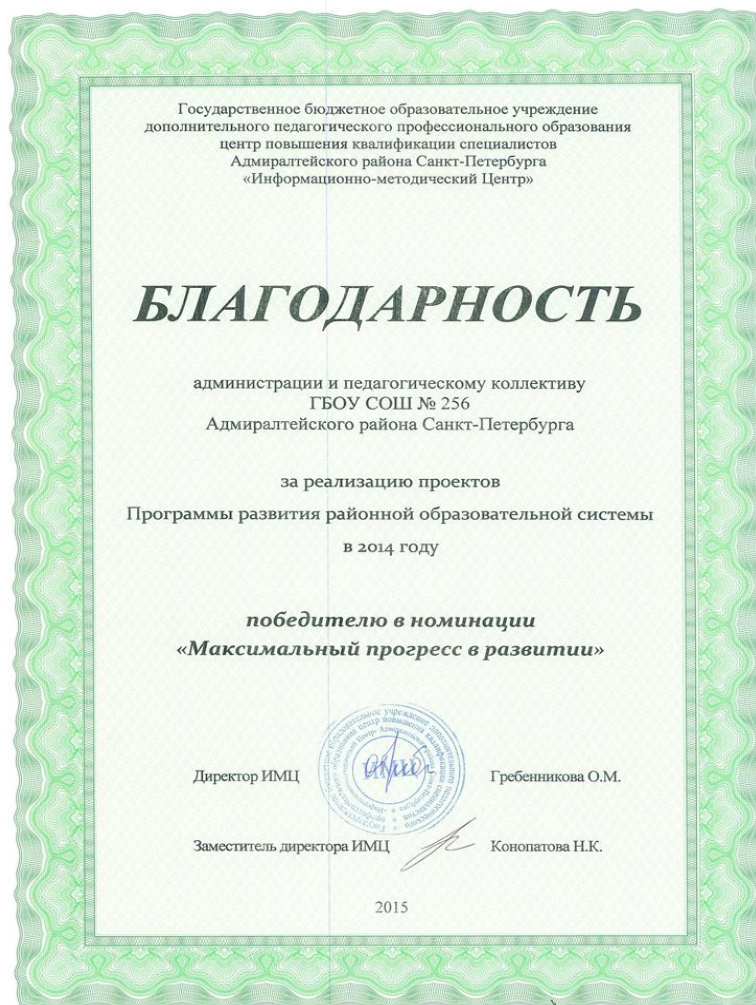 Государственное бюджетное образовательное учреждение
дополнительного педагогического профессионального образования
центр повышения квалификации специалистов
Адмиралтейского района Санкт-Петербурга
«Информационно-методический Центр»
БЛАГОДАРНОСТЬ
администрации и педагогическому коллективу
ГБОУ СОШ № 256
Адмиралтейского района Санкт-Петербурга
за реализацию проектов
Программы развития районной образовательной системы
в 2014 году
победителю в номинации
«Максимальный прогресс в развитии»
Директор ИМЦ Гребенникова О.М.
Заместитель директора ИМЦ Конопатова Н.К.
2015